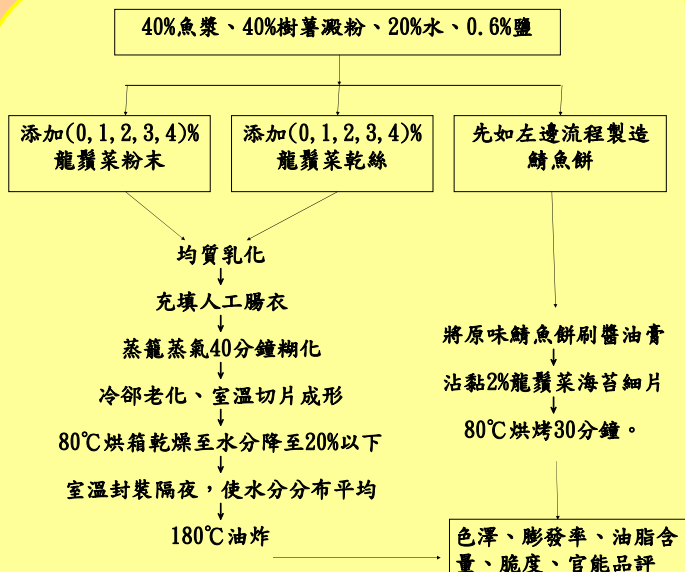 40%魚漿、40%樹薯澱粉、20%水、0.6%鹽
添加(0,1,2,3,4)%
龍鬚菜粉末
添加(0,1,2,3,4)%
龍鬚菜乾絲
先如左邊流程製造
鯖魚餅
均質乳化
充填人工腸衣
蒸籠蒸氣40分鐘糊化
冷卻老化、室溫切片成形
80℃烘箱乾燥至水分降至20%以下
室溫封裝隔夜，使水分分布平均
180℃油炸
將原味鯖魚餅刷醬油膏
沾黏2%龍鬚菜海苔細片
80℃烘烤30分鐘。
色澤、膨發率、油脂含
量、脆度、官能品評